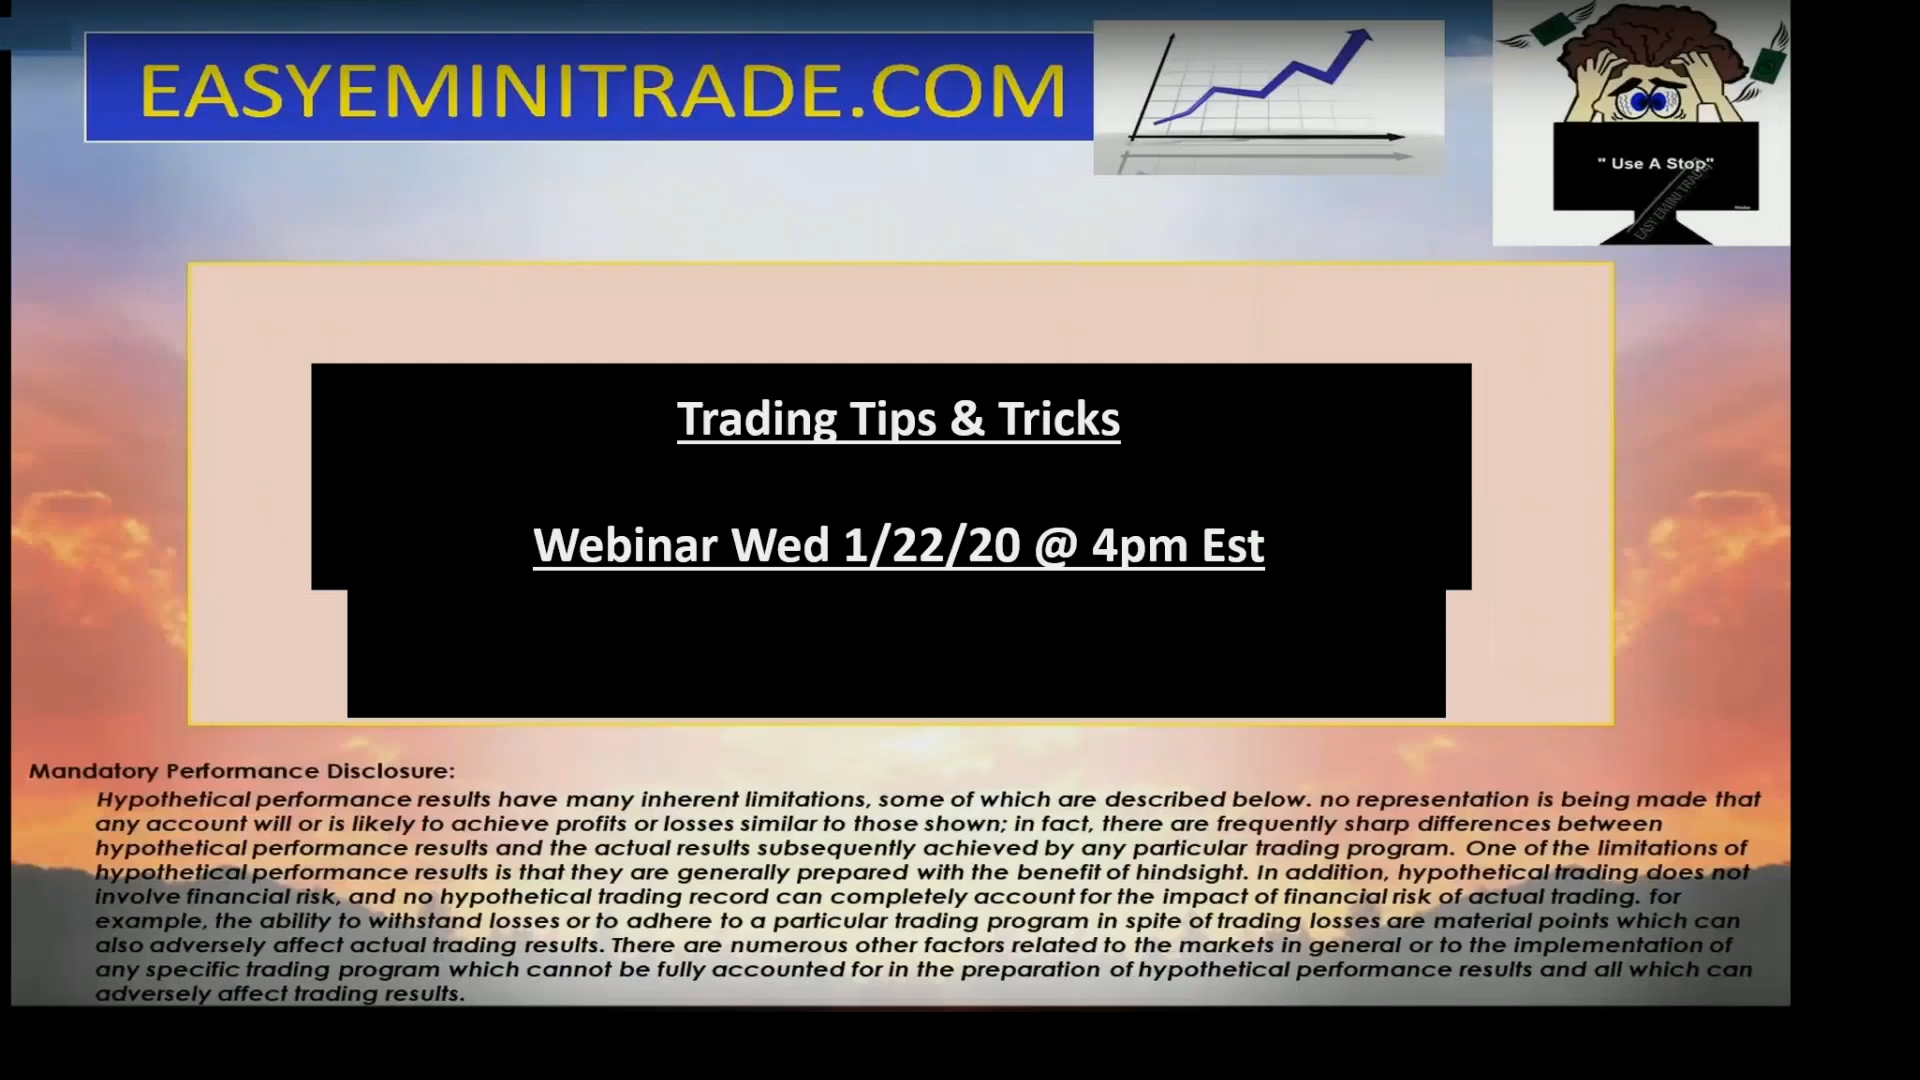 EASYEMINITRADE.COM
" Use A Stop"
EASY EMINI TRADE
Trading Tips & Tricks
Webinar Wed 1/22/20 @ 4pm Est
Mandatory Performance Disclosure:
Hypothetical performance results have many inherent limitations, some of which are described below. no representation is being made that
any account will or is likely to achieve profits or losses similar to those shown; in fact, there are frequently sharp differences between
hypothetical performance results and the actual results subsequently achieved by any particular trading program. One of the limitations of
hypothetical performance results is that they are generally prepared with the benefit of hindsight. In addition, hypothetical trading does not
involve financial risk, and no hypothetical trading record can completely account for the impact of financial risk of actual trading. for
example, the ability to withstand losses or to adhere to a particular trading program in spite of trading losses are material points which can
also adversely affect actual trading results. There are numerous other factors related to the markets in general or to the implementation of
any specific trading program which cannot be fully accounted for in the preparation of hypothetical performance results and all which can
adversely affect trading results.